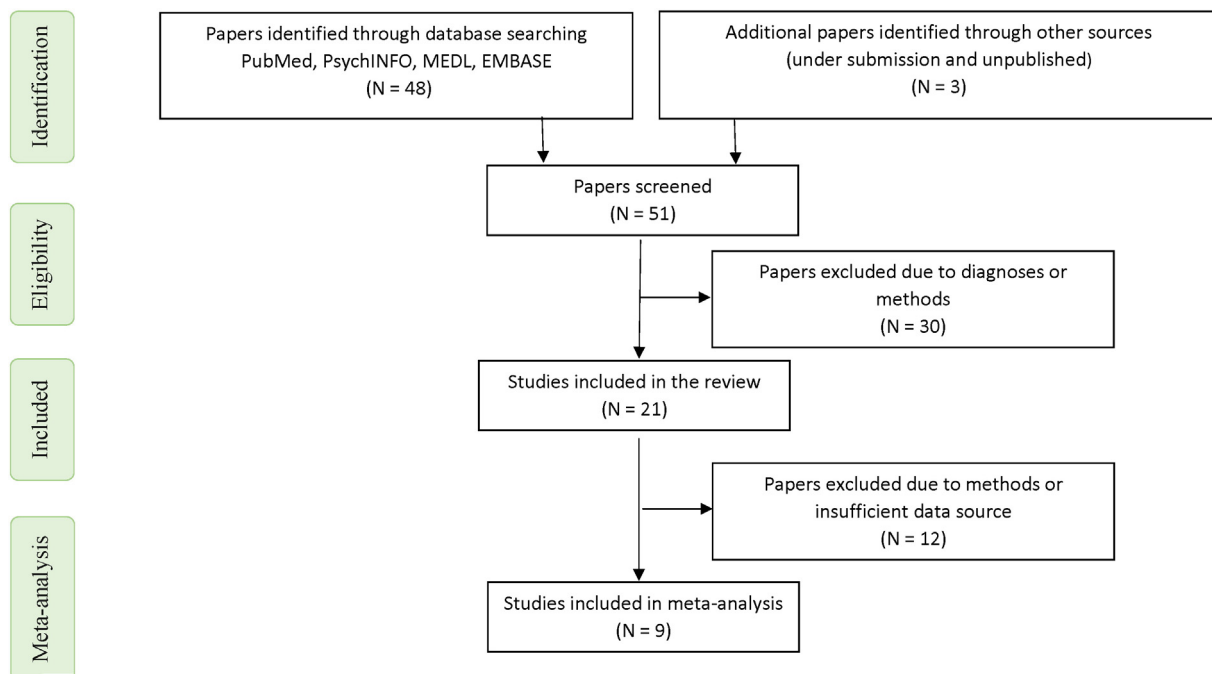 Identification
Papers identified through database searching
PubMed, PsychINFO, MEDL, EMBASE
(N = 48)
Additional papers identified through other sources
(under submission and unpublished)
(N = 3)
Papers screened
(N = 51)
Eligibility
Papers excluded due to diagnoses or
methods
(N = 30)
Included
Studies included in the review
(N = 21)
Papers excluded due to methods or
insufficient data source
(N = 12)
Meta-analysis
Studies included in meta-analysis
(N = 9)